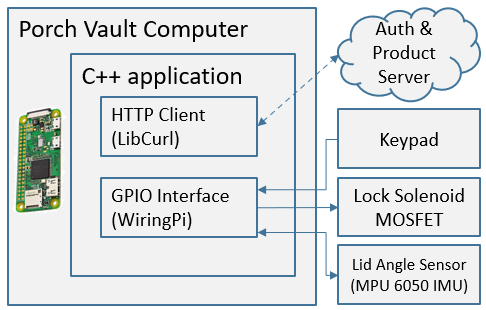 Porch Vault Computer
C++ application
HTTP Client
(LibCurl)
GPIO Interface
(WiringPi)
Auth &
Product
Server
Keypad
Lock Solenoid
MOSFET
Lid Angle Sensor
(MPU 6050 IMU)